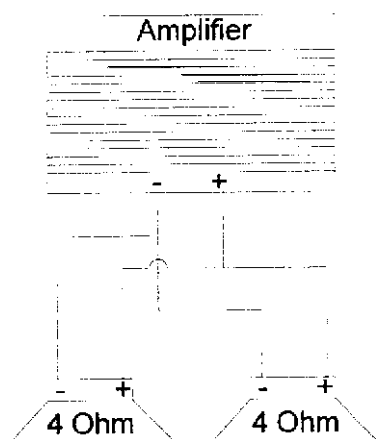 Amplifier
- +
- + - +
4 Ohm 4 Ohm